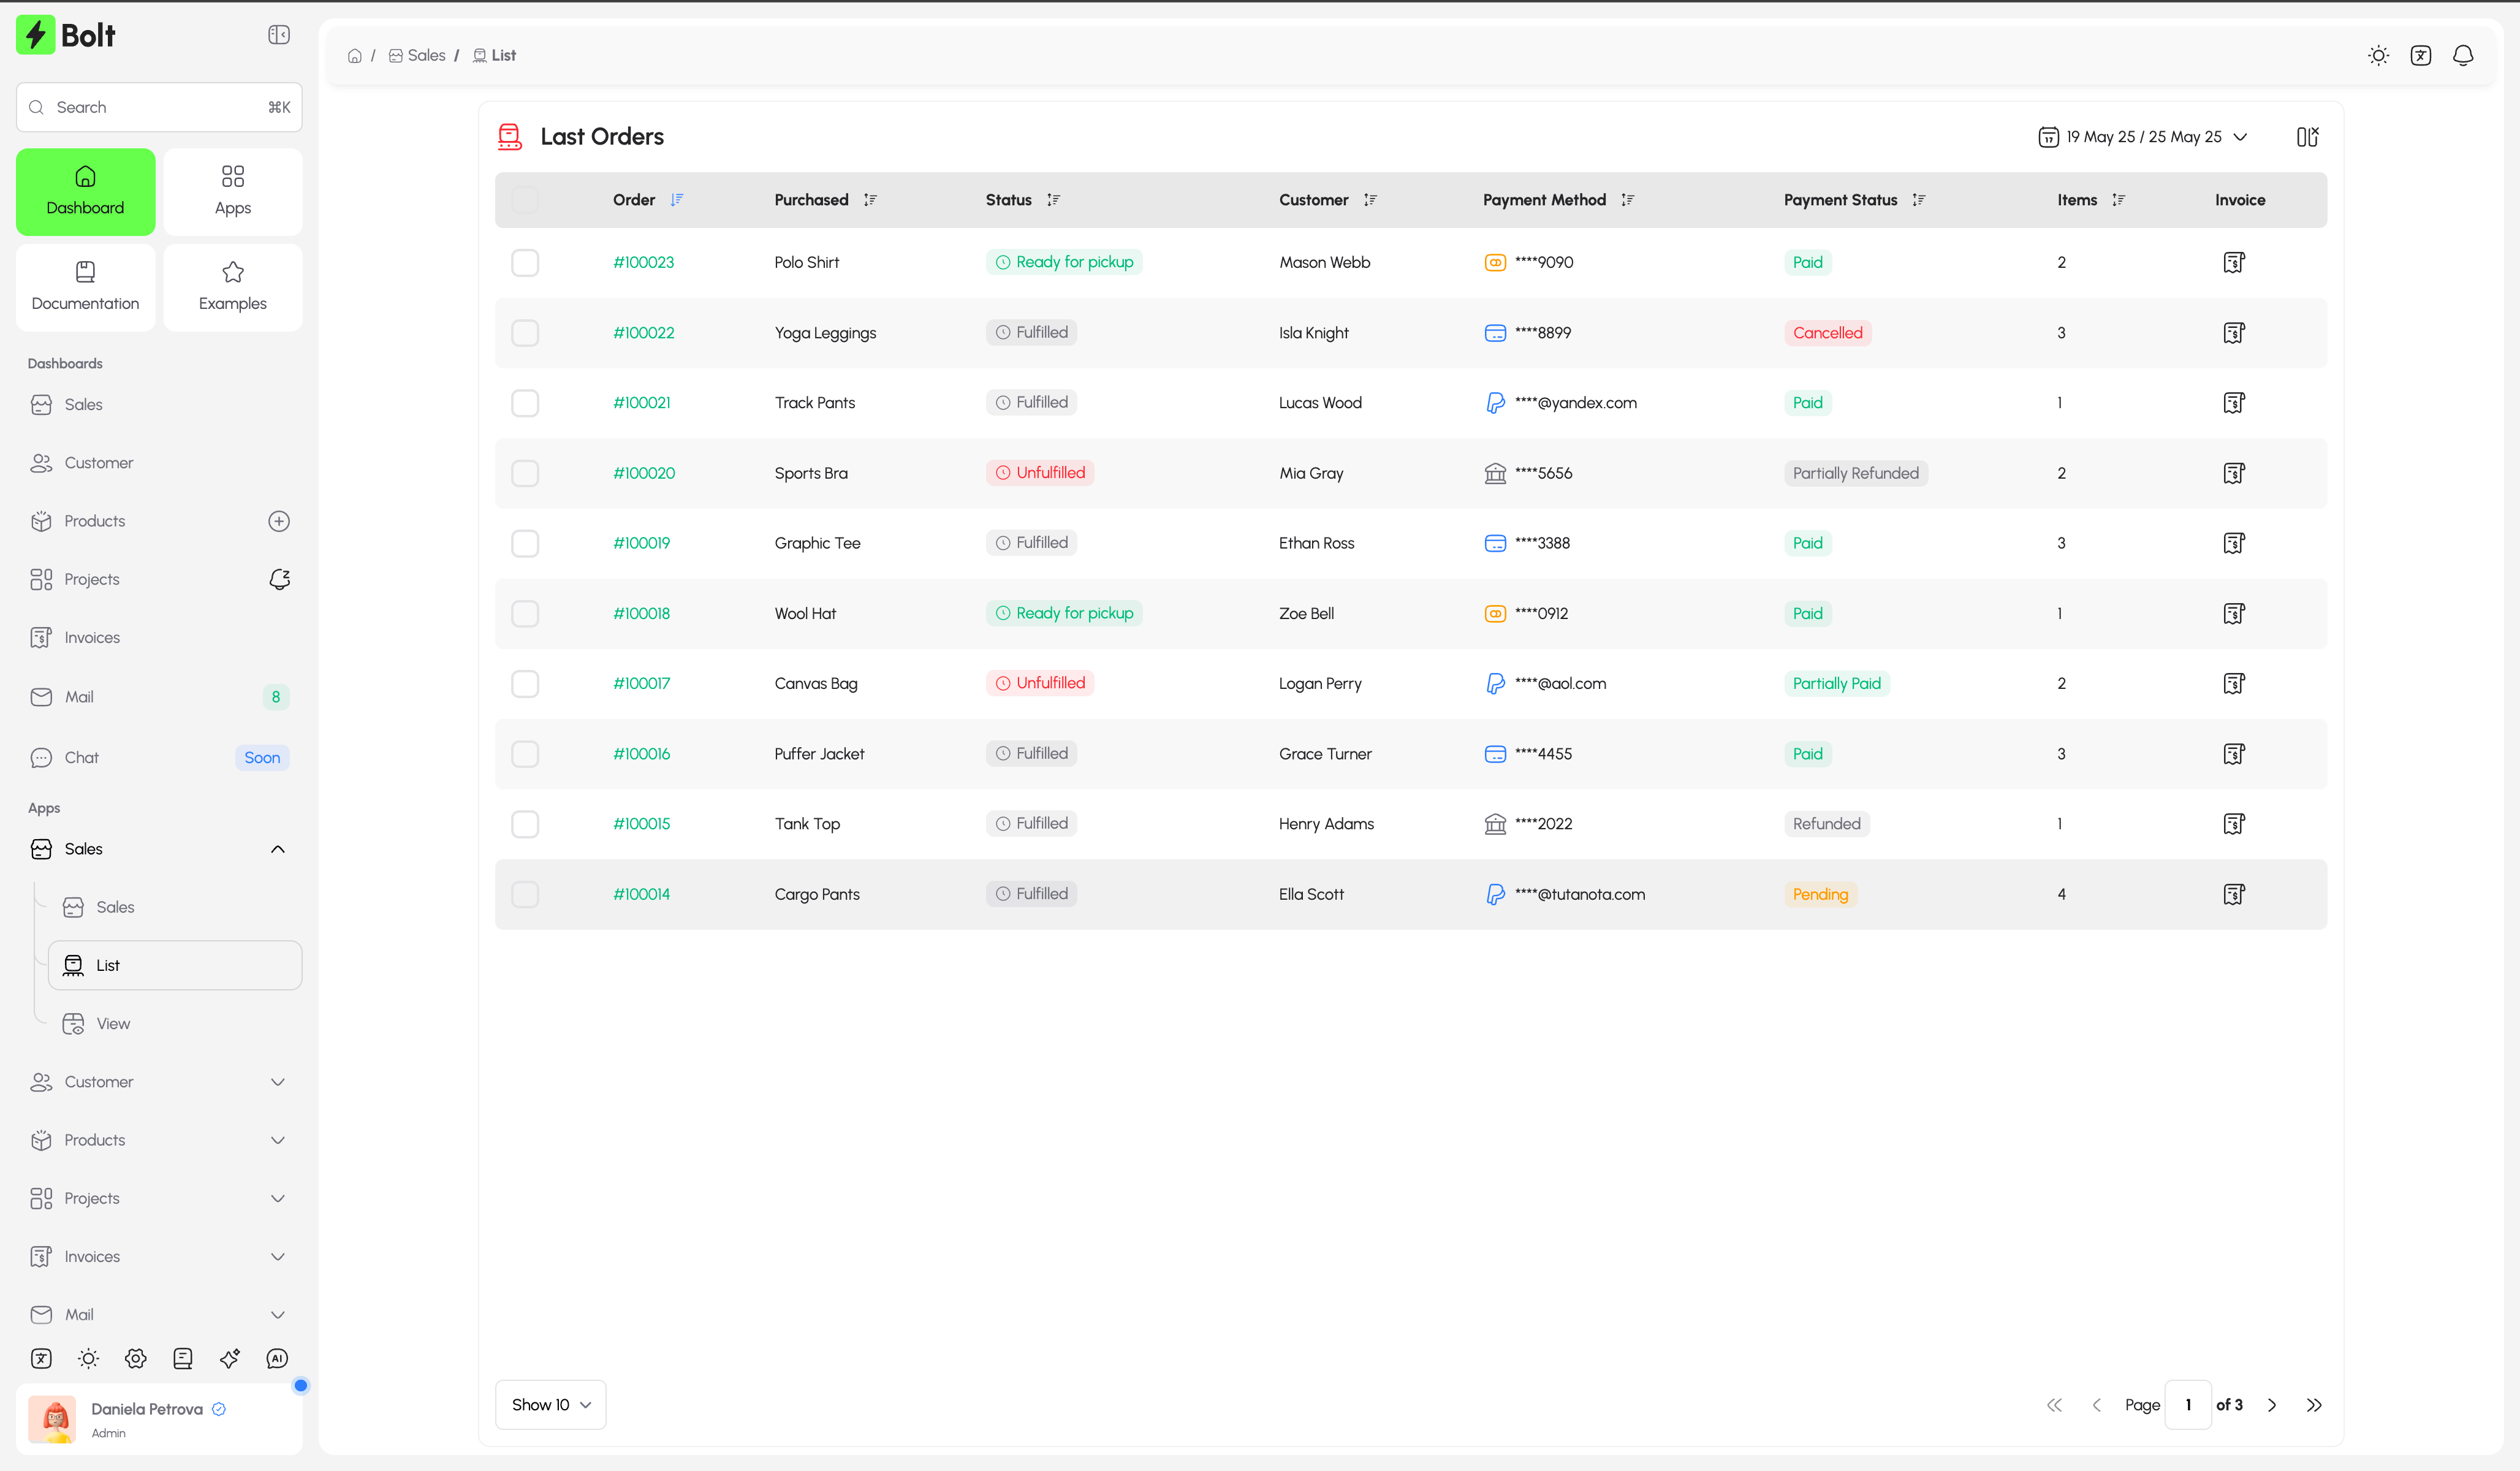 Bolt
Search ⌘K
Dashboard
Apps
Documentation
Examples
Dashboards
Sales
Customer
Products
Projects
Invoices
Mail 8
Chat Soon
Apps
Sales
Sales
List
View
Customer
Products
Projects
Invoices
Mail
AI
Daniela Petrova
Admin
/ Sales / List
Last Orders
17 19 May 25 / 25 May 25
Order Purchased Status Customer Payment Method Payment Status Items Invoice
#100023 Polo Shirt Ready for pickup Mason Webb ****9090 Paid 2
#100022 Yoga Leggings Fulfilled Isla Knight ****8899 Cancelled 3
#100021 Track Pants Fulfilled Lucas Wood ****@yandex.com Paid 1
#100020 Sports Bra Unfulfilled Mia Gray ****5656 Partially Refunded 2
#100019 Graphic Tee Fulfilled Ethan Ross ****3388 Paid 3
#100018 Wool Hat Ready for pickup Zoe Bell ****0912 Paid 1
#100017 Canvas Bag Unfulfilled Logan Perry ****@aol.com Partially Paid 2
#100016 Puffer Jacket Fulfilled Grace Turner ****4455 Paid 3
#100015 Tank Top Fulfilled Henry Adams ****2022 Refunded 1
#100014 Cargo Pants Fulfilled Ella Scott ****@tutanota.com Pending 4
Show 10
Page 1 of 3